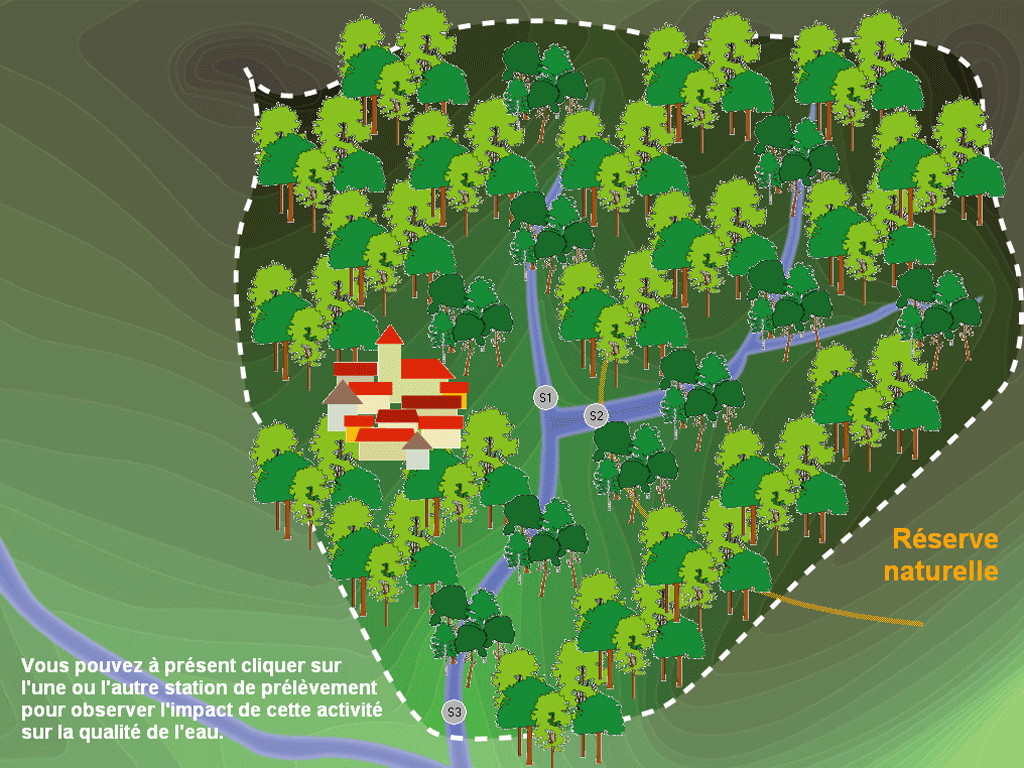 S1
S2
Réserve
naturelle
Vous pouvez à présent cliquer sur
l'une ou l'autre station de prélèvement
pour observer l'impact de cette activité
sur la qualité de l'eau.
S3